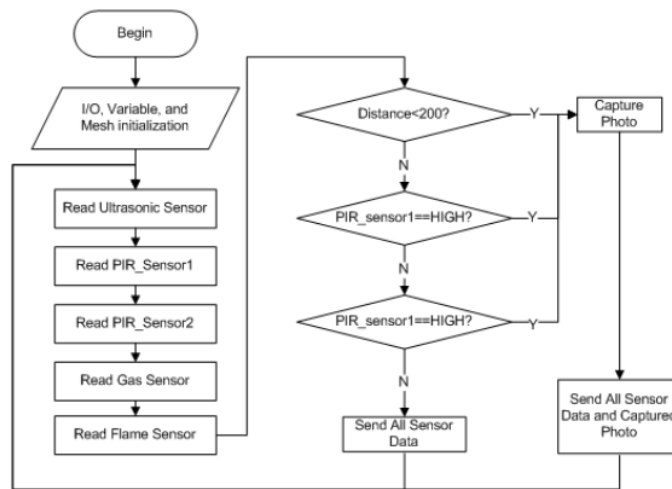 Begin
I/O, Variable, and
Mesh initialization
Read Ultrasonic Sensor
Read PIR_Sensor1
Read PIR_Sensor2
Read Gas Sensor
Read Flame Sensor
Distance<200?
Y
N
PIR_sensor1==HIGH?
Y
N
PIR_sensor1==HIGH?
Y
N
Send All Sensor
Data
Capture
Photo
Send All Sensor
Data and Captured
Photo